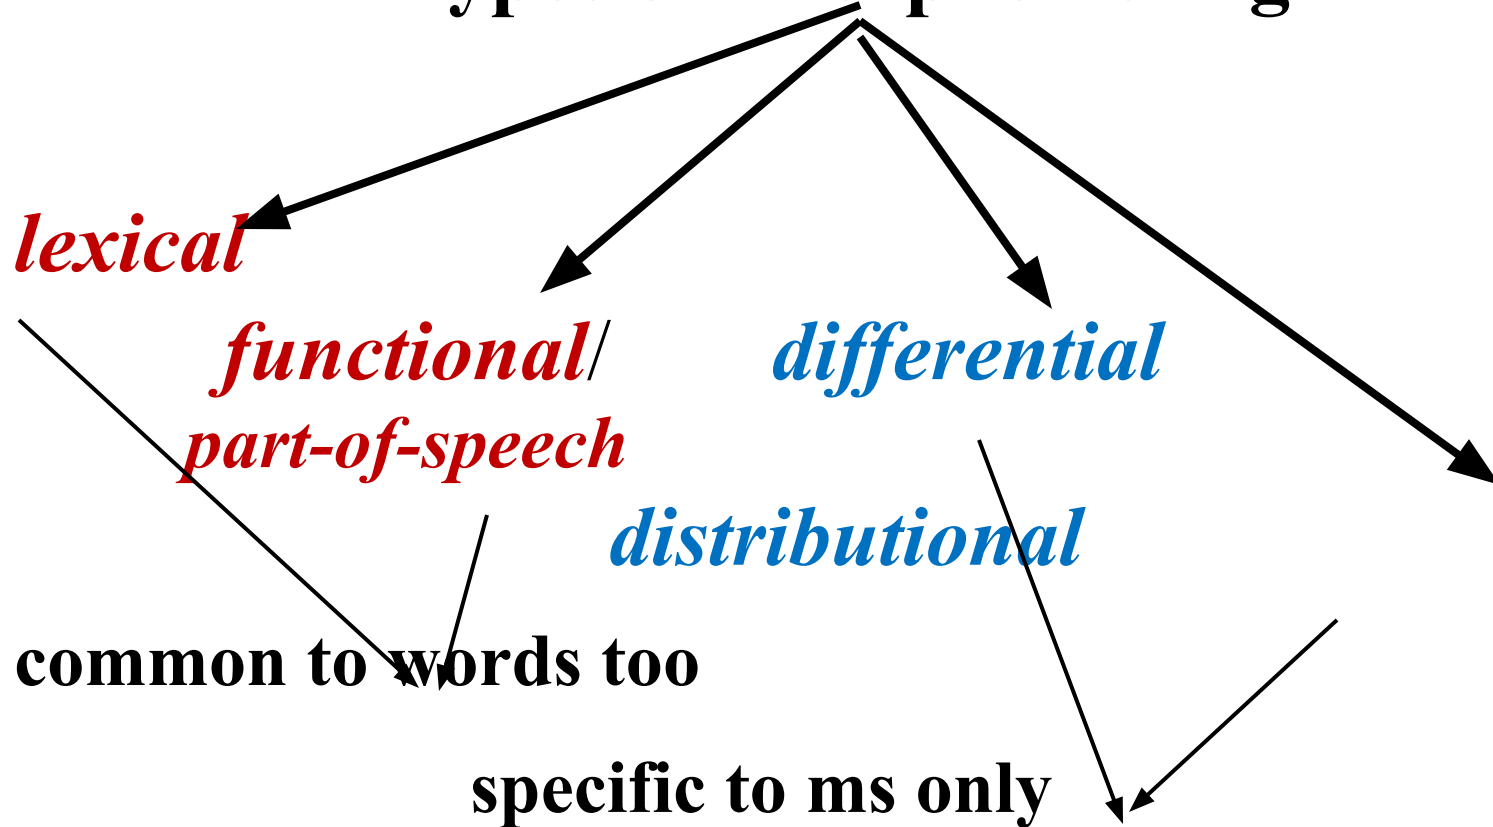 lexical
functional/
differential
part-of-speech
distributional
common to words too
specific to ms only